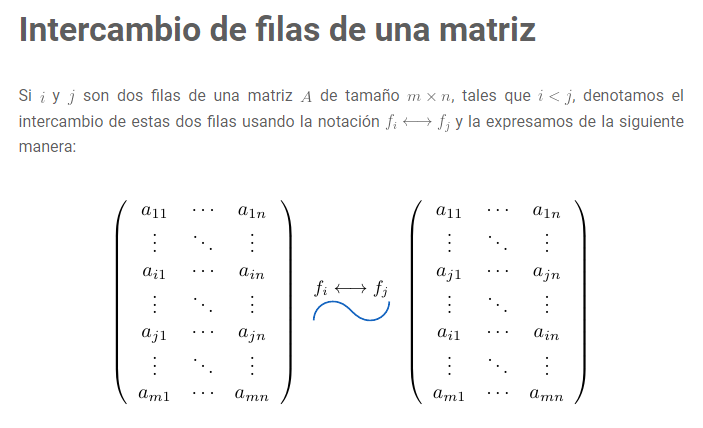 Intercambio de filas de una matriz
Si i y j son dos filas de una matriz A de tamaño m × n, tales que i < j, denotamos el
intercambio de estas dos filas usando la notación f_i ⟷ f_j y la expresamos de la siguiente
manera:
a_11 ⋯ a_1n a_11 ⋯ a_1n
⋮ ⋱ ⋮ ⋮ ⋱ ⋮
a_i1 ⋯ a_in a_j1 ⋯ a_jn
f_i ⟷ f_j
⋮ ⋱ ⋮ ⋮ ⋱ ⋮
a_j1 ⋯ a_jn a_i1 ⋯ a_in
⋮ ⋱ ⋮ ⋮ ⋱ ⋮
a_m1 ⋯ a_mn a_m1 ⋯ a_mn